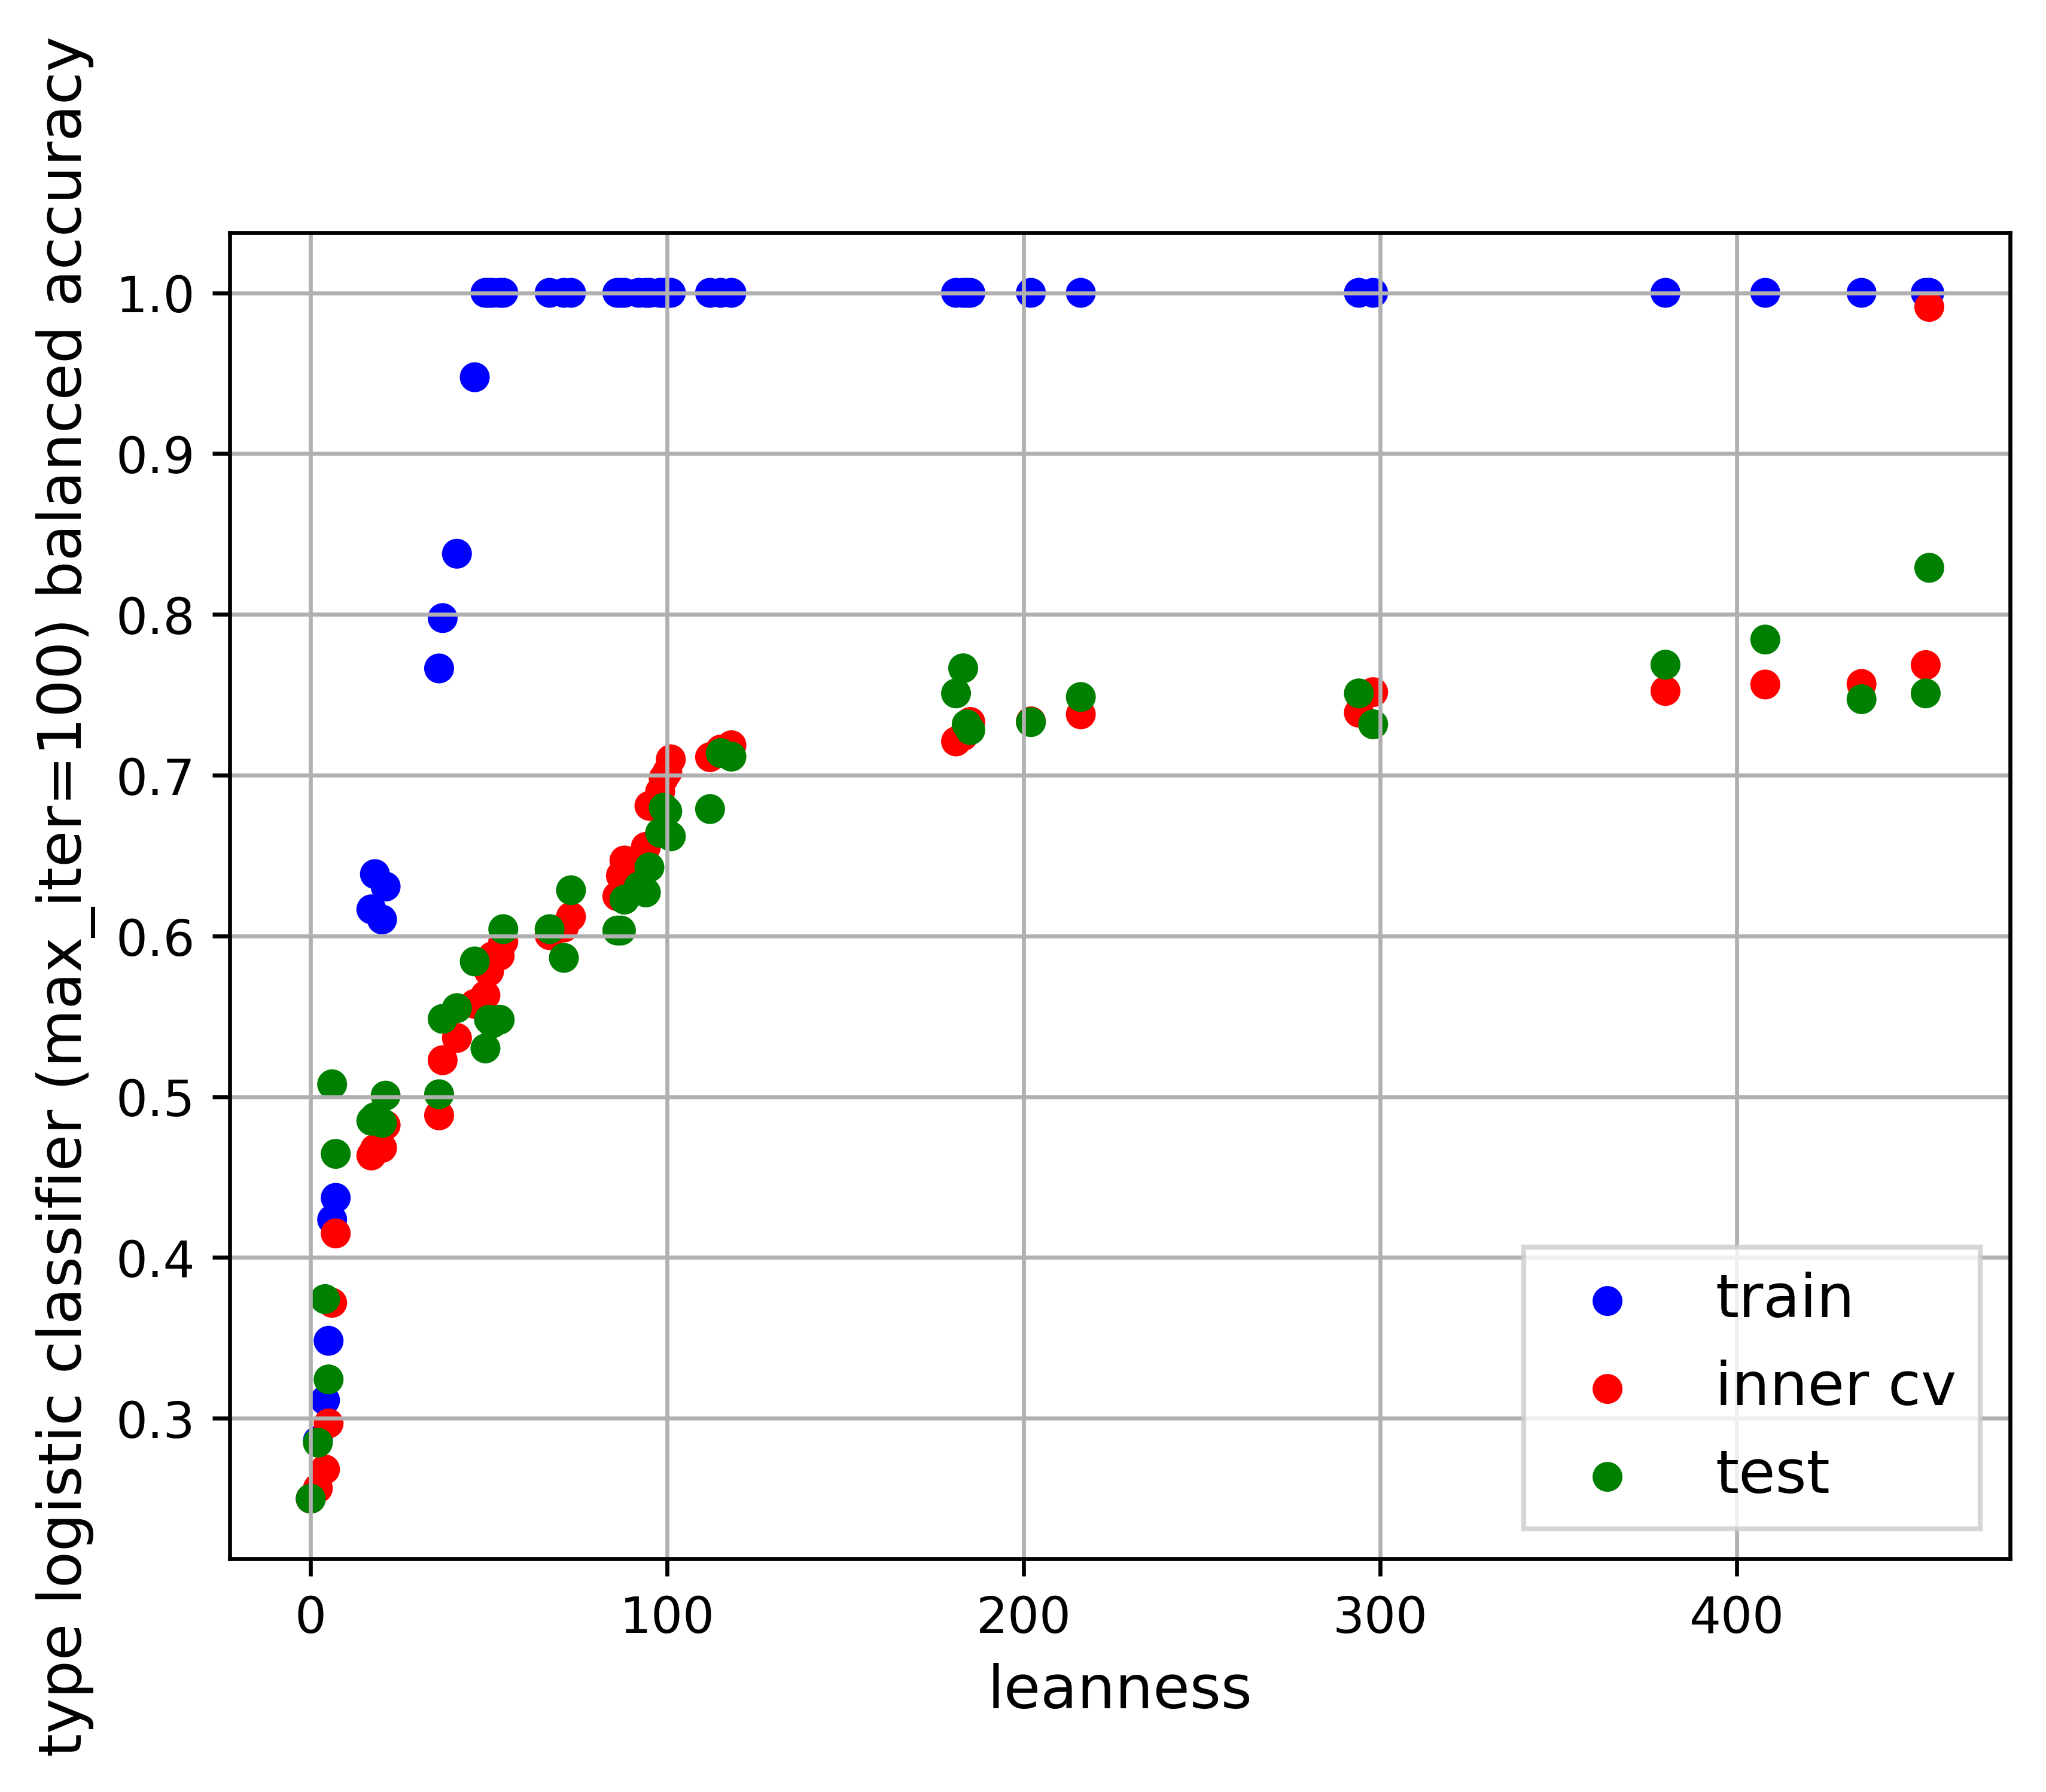 type logistic classifier (max_iter=100) balanced accuracy
1.0
0.9
0.8
0.7
0.6
0.5
0.4
0.3
train
inner cv
test
0 100 200 300 400
leanness